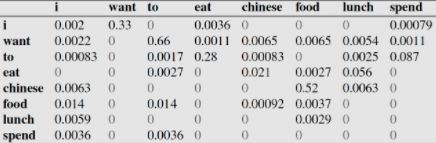 i want to eat chinese food lunch spend
i 0.002 0.33 0 0.0036 0 0 0 0.00079
want 0.0022 0 0.66 0.0011 0.0065 0.0065 0.0054 0.0011
to 0.00083 0 0.0017 0.28 0.00083 0 0.0025 0.087
eat 0 0 0.0027 0 0.021 0.0027 0.056 0
chinese 0.0063 0 0 0 0 0.52 0.0063 0
food 0.014 0 0.014 0 0.00092 0.0037 0 0
lunch 0.0059 0 0 0 0 0.0029 0 0
spend 0.0036 0 0.0036 0 0 0 0 0